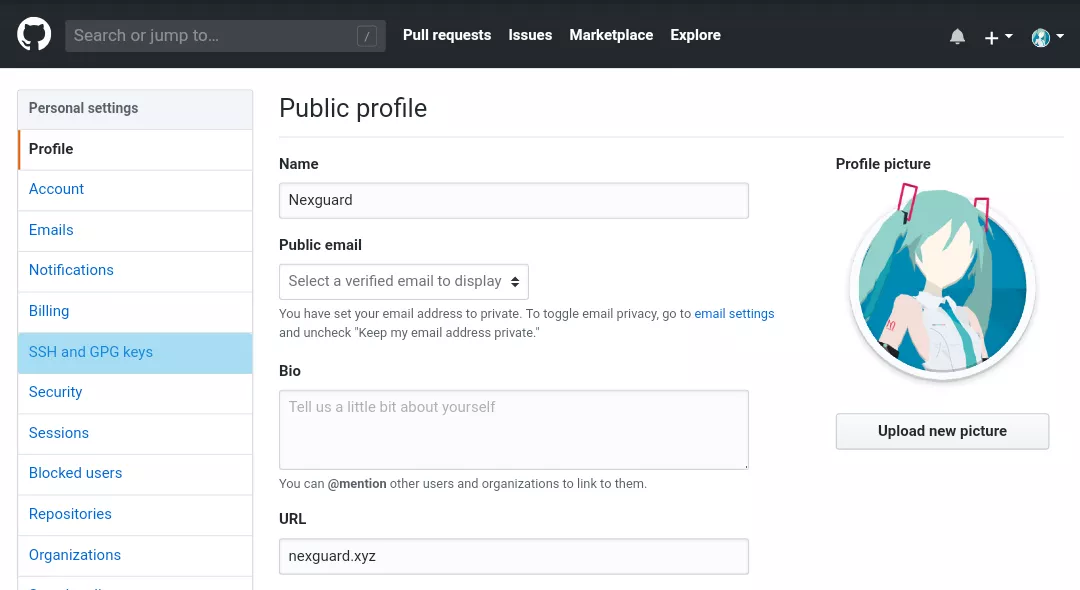 Search or jump to…
/
Pull requests
Issues
Marketplace
Explore
Personal settings
Profile
Account
Emails
Notifications
Billing
SSH and GPG keys
Security
Sessions
Blocked users
Repositories
Organizations
Public profile
Name
Nexguard
Public email
Select a verified email to display
You have set your email address to private. To toggle email privacy, go to email settings
and uncheck "Keep my email address private."
Bio
Tell us a little bit about yourself
You can @mention other users and organizations to link to them.
URL
nexguard.xyz
Profile picture
Upload new picture